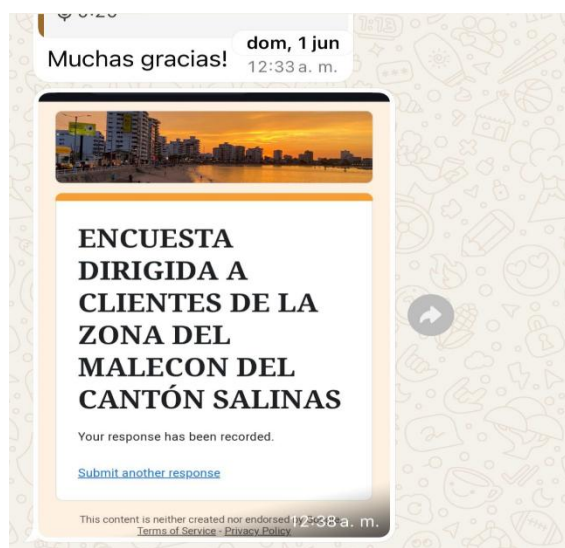 Muchas gracias!
dom, 1 jun
12:33 a. m.
ENCUESTA
DIRIGIDA A
CLIENTES DE LA
ZONA DEL
MALECON DEL
CANTÓN SALINAS
Your response has been recorded.
Submit another response
This content is neither created nor endorsed by
12:38 a. m.
Terms of Service - Privacy Policy